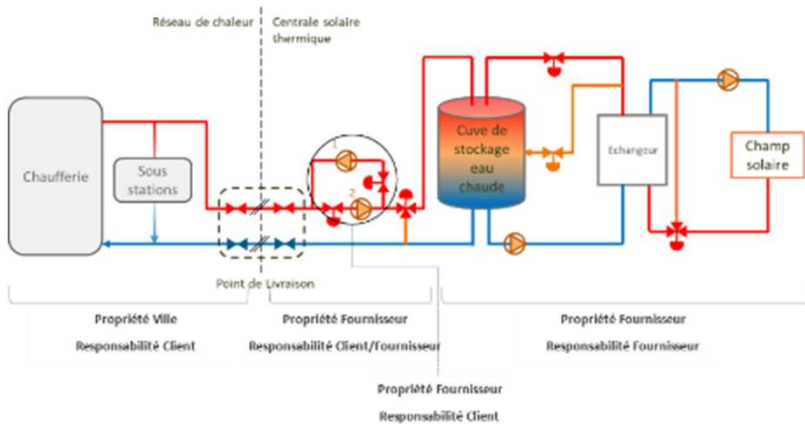 Réseau de chaleur
Centrale solaire
thermique
Chaufferie
Sous
stations
1
2
Cuve de
stockage
eau
chaude
Echangeur
Champ
solaire
Point de Livraison
Propriété Ville
Responsabilité Client
Propriété Fournisseur
Responsabilité Client/Fournisseur
Propriété Fournisseur
Responsabilité Fournisseur
Propriété Fournisseur
Responsabilité Client